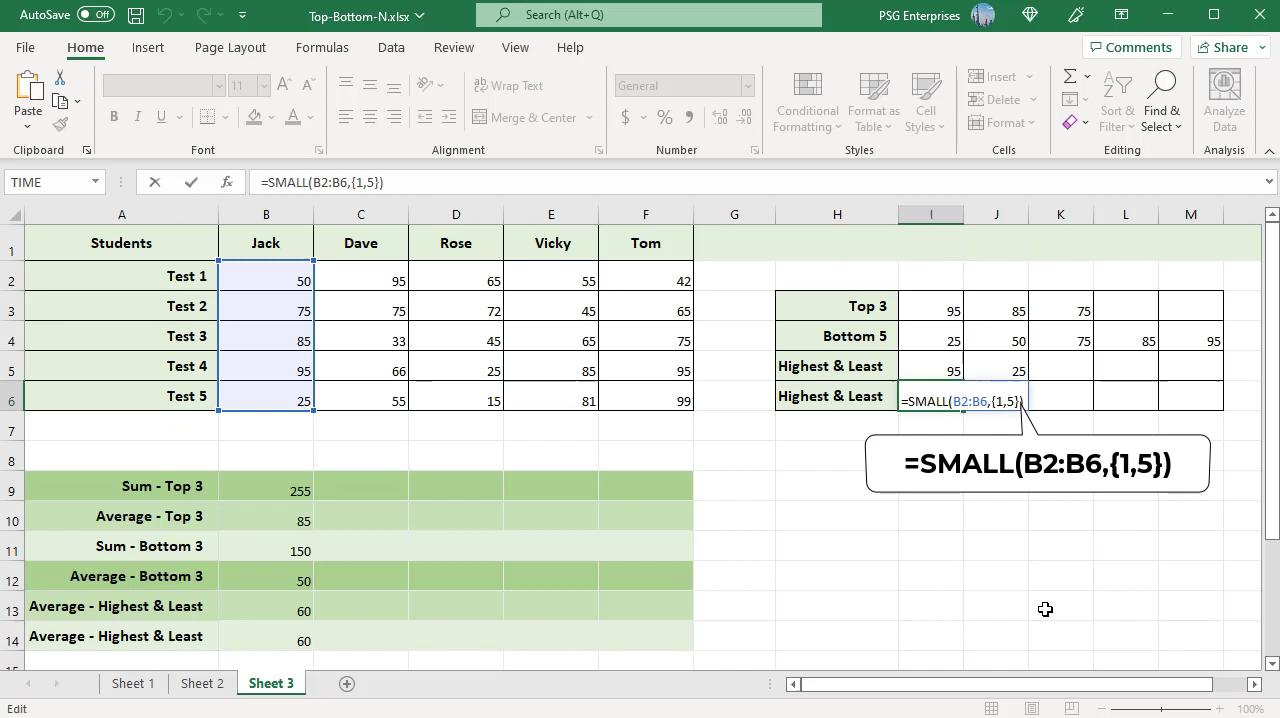 AutoSave Off Top-Bottom-N.xlsx Search (Alt+Q) PSG Enterprises
File Home Insert Page Layout Formulas Data Review View Help Comments Share
Paste
Clipboard
11
B I U
A A
Font
Wrap Text
Merge & Center
Alignment
General
$ % 9 .00
Number
Conditional Formatting
Format as Table
Cell Styles
Styles
Insert
Delete
Format
Cells
Sort & Filter
Find & Select
Editing
Analyze Data
Analysis
TIME fx =SMALL(B2:B6,{1,5})
A B C D E F G H I J K L M
1 Students Jack Dave Rose Vicky Tom
2 Test 1 50 95 65 55 42
3 Test 2 75 75 72 45 65 Top 3 95 85 75
4 Test 3 85 33 45 65 75 Bottom 5 25 50 75 85 95
5 Test 4 95 66 25 85 95 Highest & Least 95 25
6 Test 5 25 55 15 81 99 Highest & Least =SMALL(B2:B6,{1,5})
7
8 =SMALL(B2:B6,{1,5})
9 Sum - Top 3 255
10 Average - Top 3 85
11 Sum - Bottom 3 150
12 Average - Bottom 3 50
13 Average - Highest & Least 60
14 Average - Highest & Least 60
Sheet 1 Sheet 2 Sheet 3
Edit 100%